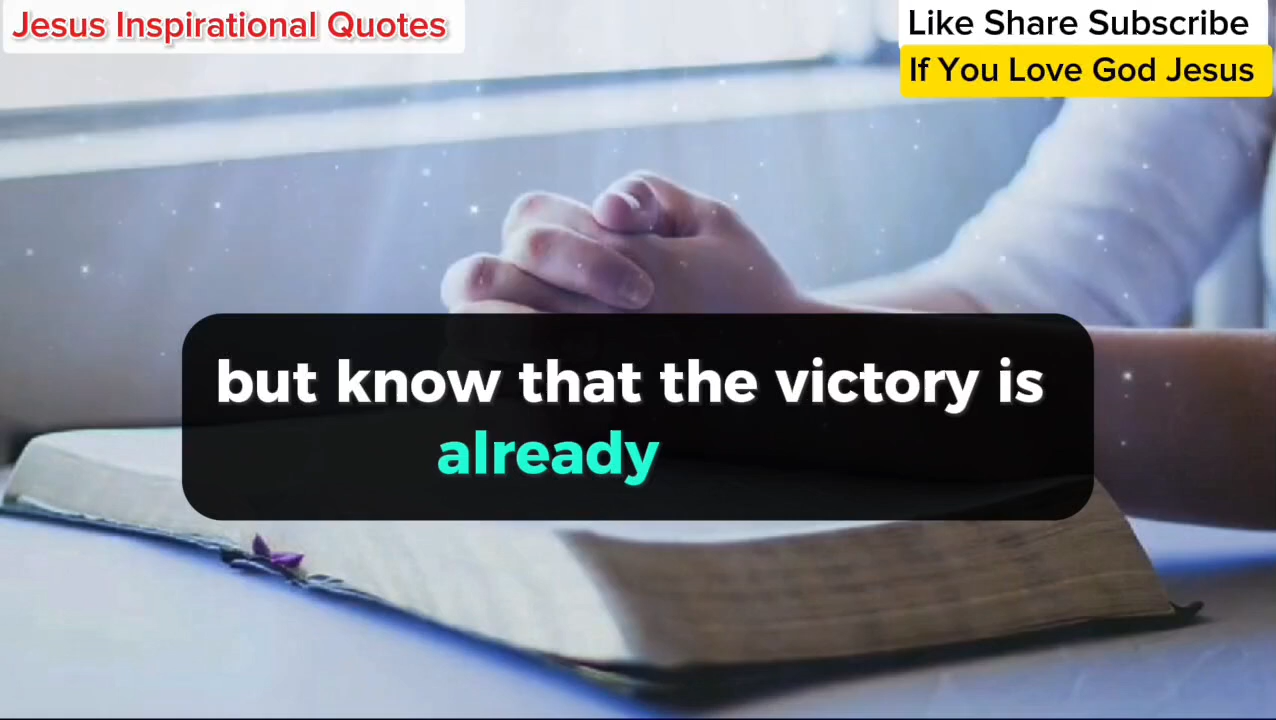 Jesus Inspirational Quotes
Like Share Subscribe
If You Love God Jesus
but know that the victory is
already